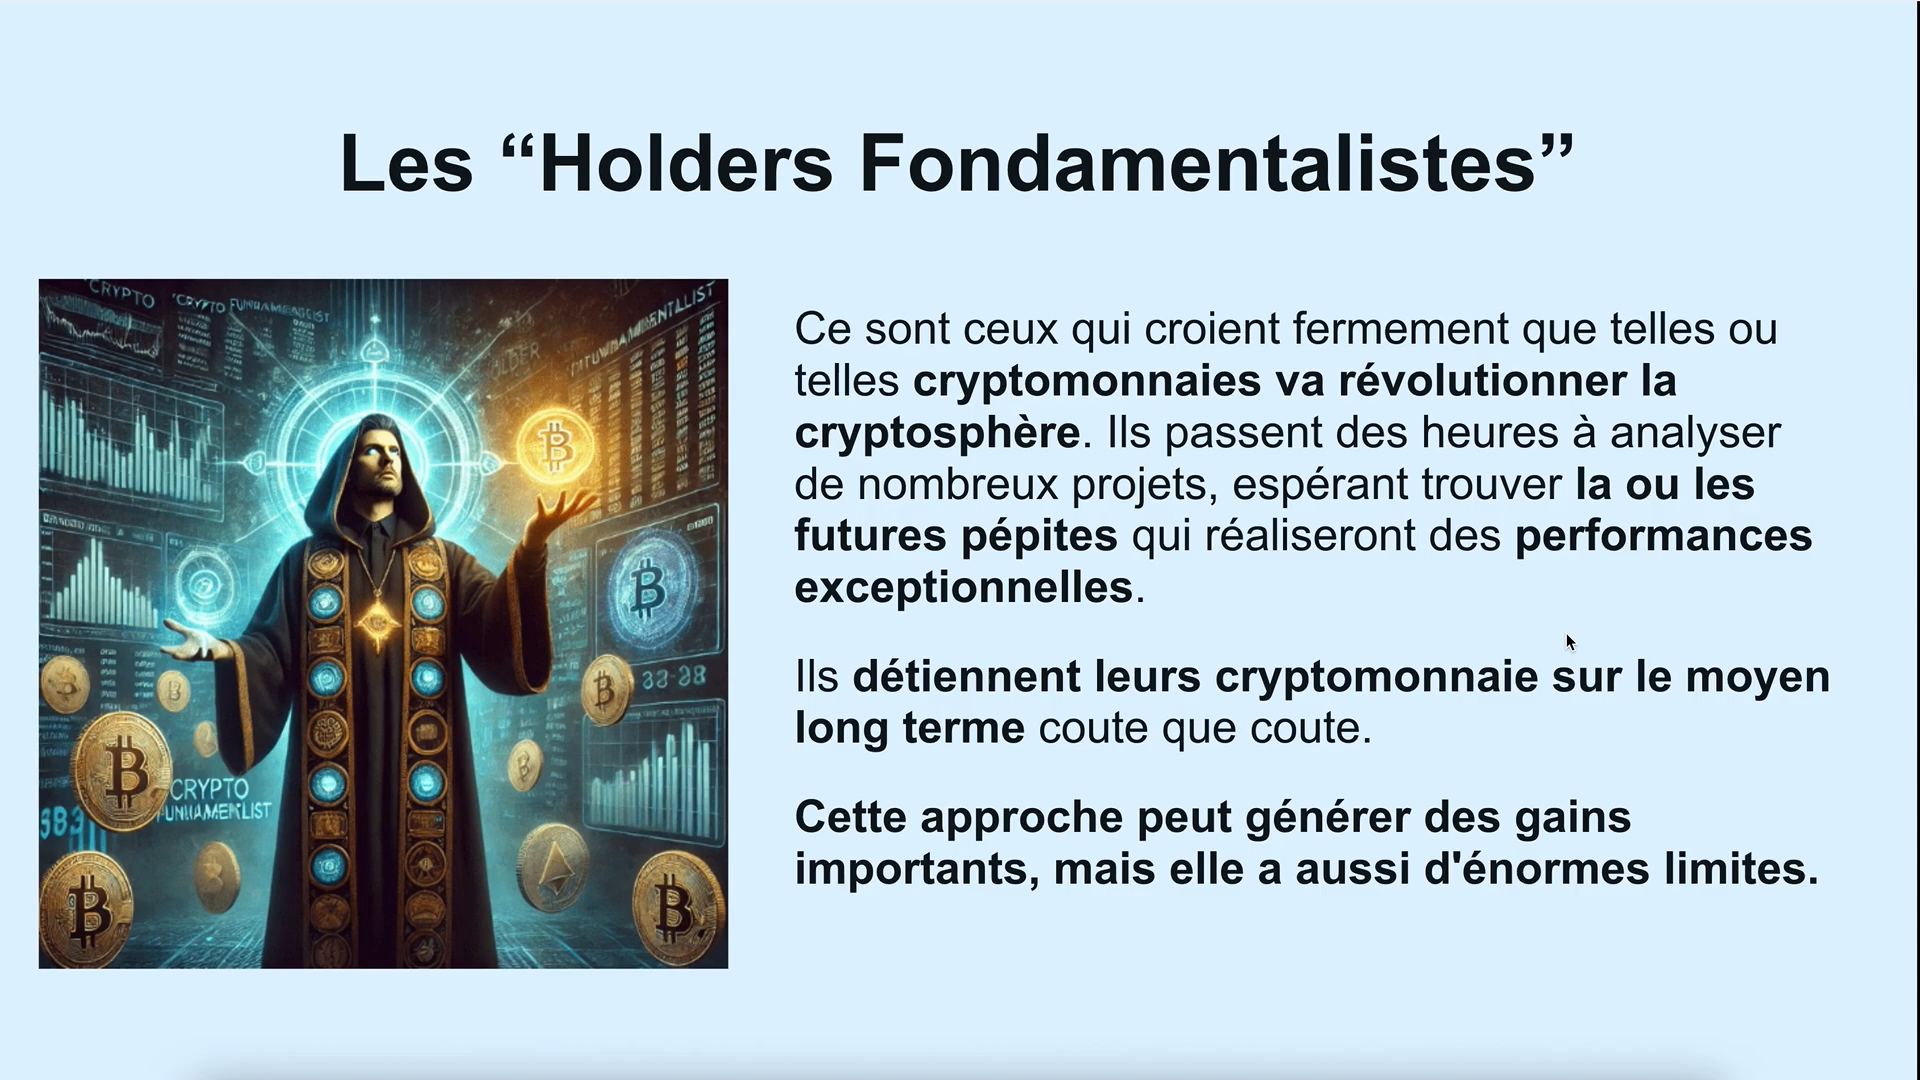 Les “Holders Fondamentalistes”
CRYPTO
CRYPTO
Ce sont ceux qui croient fermement que telles ou
telles cryptomonnaies va révolutionner la
cryptosphère. Ils passent des heures à analyser
de nombreux projets, espérant trouver la ou les
futures pépites qui réaliseront des performances
exceptionnelles.
Ils détiennent leurs cryptomonnaie sur le moyen
long terme coute que coute.
Cette approche peut générer des gains
importants, mais elle a aussi d'énormes limites.